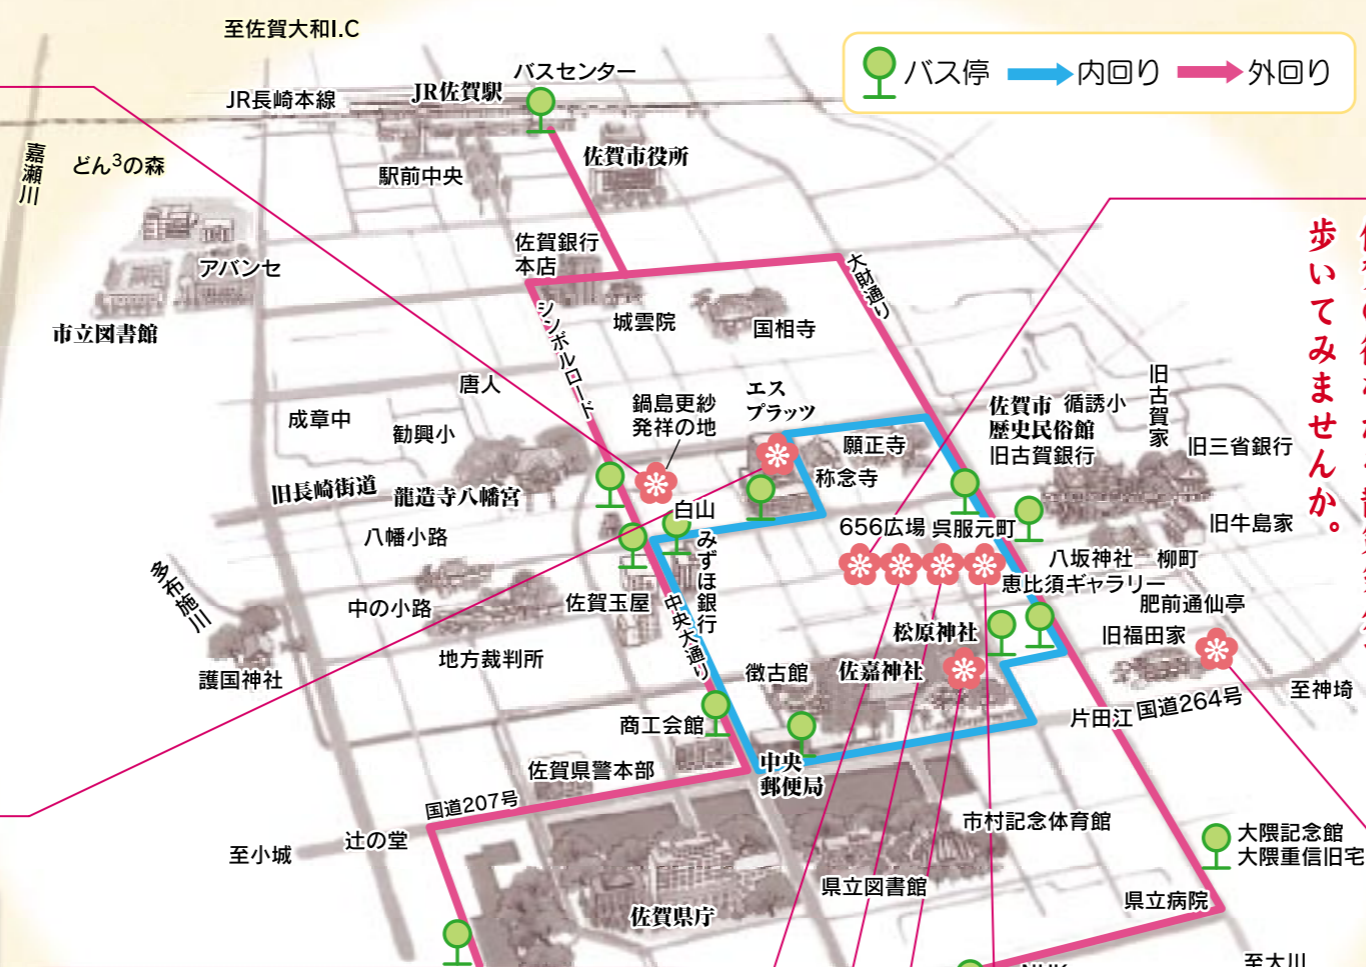 至佐賀大和I.C
バス停
内回り
外回り
バスセンター
JR佐賀駅
JR長崎本線
嘉瀬川
どん³の森
駅前中央
佐賀市役所
アバンセ
市立図書館
佐賀銀行
本店
城雲院
国相寺
大財通り
シンボルロード
唐人
成章中
勧興小
鍋島更紗
発祥の地
エス
プラッツ
願正寺
称念寺
佐賀市
歴史民俗館
旧古賀銀行
循誘小
旧古賀家
旧三省銀行
旧牛島家
歩いてみませんか。
旧長崎街道
龍造寺八幡宮
白山
八幡小路
656広場
呉服元町
八坂神社
柳町
恵比須ギャラリー
肥前通仙亭
旧福田家
多布施川
中の小路
佐賀玉屋
みずほ銀行
中央大通り
松原神社
佐嘉神社
徴古館
地方裁判所
護国神社
商工会館
片田江
国道264号
至神埼
佐賀県警本部
中央
郵便局
国道207号
至小城
辻の堂
市村記念体育館
大隈記念館
大隈重信旧宅
県立図書館
佐賀県庁
県立病院